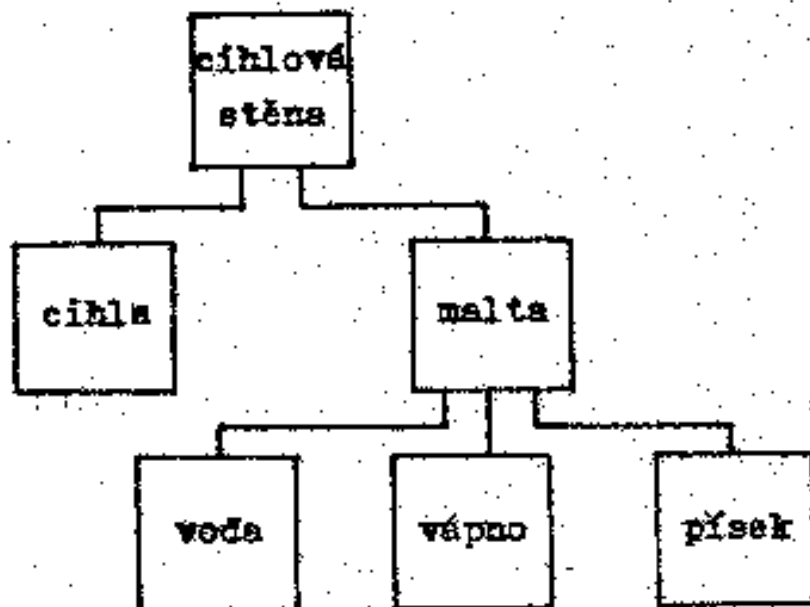 cihlová
stěna
cihla
malta
voda
vápno
písek